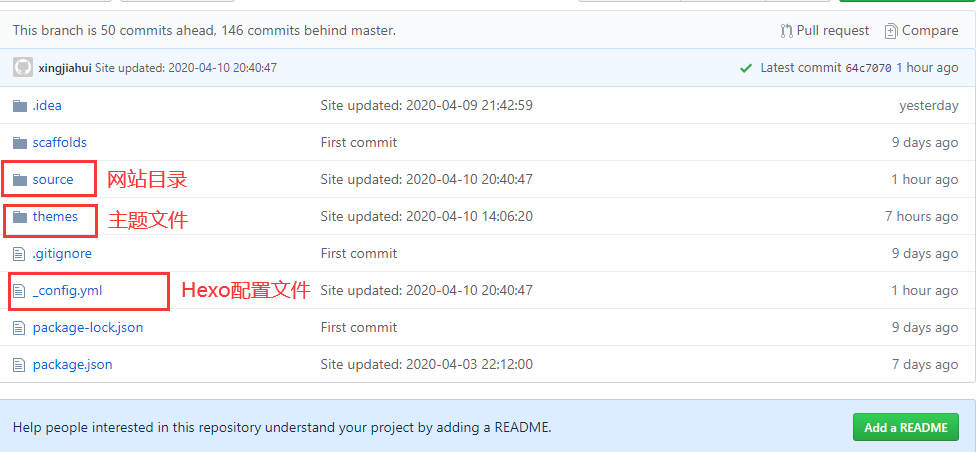 This branch is 50 commits ahead, 146 commits behind master. Pull request Compare
xingjiahui Site updated: 2020-04-10 20:40:47 Latest commit 64c7070 1 hour ago
.idea Site updated: 2020-04-09 21:42:59 yesterday
scaffolds First commit 9 days ago
source 网站目录 Site updated: 2020-04-10 20:40:47 1 hour ago
themes 主题文件 Site updated: 2020-04-10 14:06:20 7 hours ago
.gitignore First commit 9 days ago
_config.yml Hexo配置文件 Site updated: 2020-04-10 20:40:47 1 hour ago
package-lock.json First commit 9 days ago
package.json Site updated: 2020-04-03 22:12:00 7 days ago
Help people interested in this repository understand your project by adding a README. Add a README